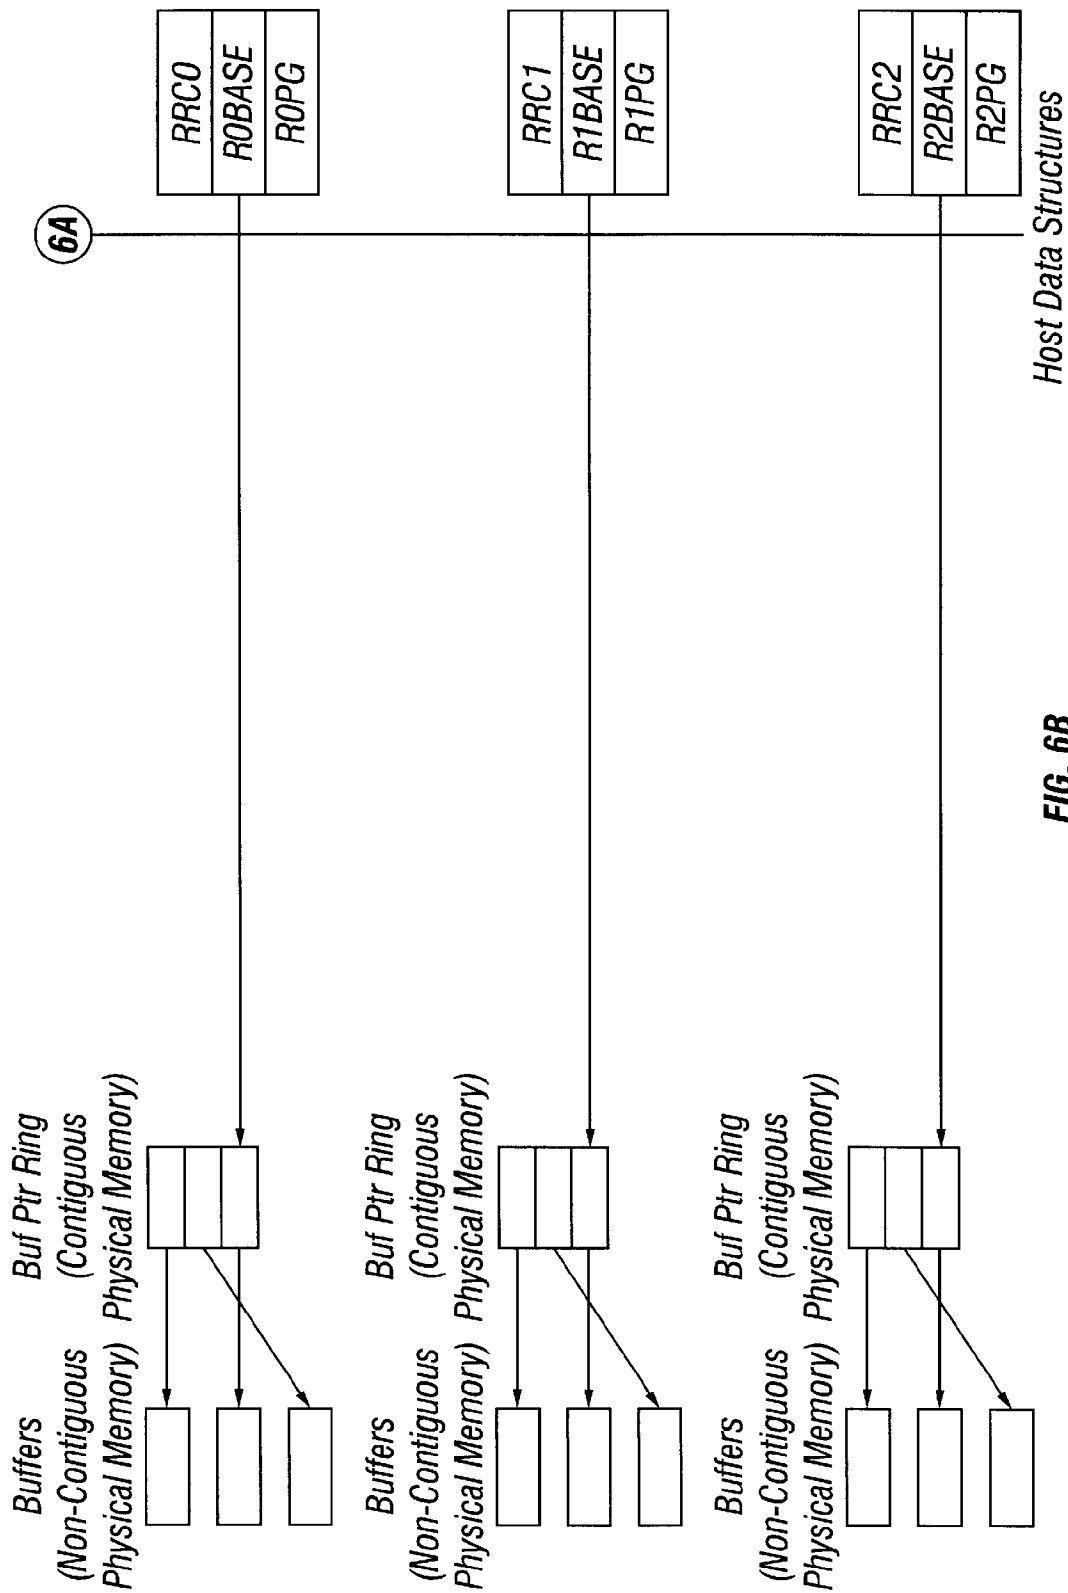 Buffers
(Non-Contiguous
Physical Memory)
Buf Ptr Ring
(Contiguous
Physical Memory)
6A
RRC0
R0BASE
R0PG
Buffers
(Non-Contiguous
Physical Memory)
Buf Ptr Ring
(Contiguous
Physical Memory)
RRC1
R1BASE
R1PG
Buffers
(Non-Contiguous
Physical Memory)
Buf Ptr Ring
(Contiguous
Physical Memory)
RRC2
R2BASE
R2PG
Host Data Structures
FIG. 6B